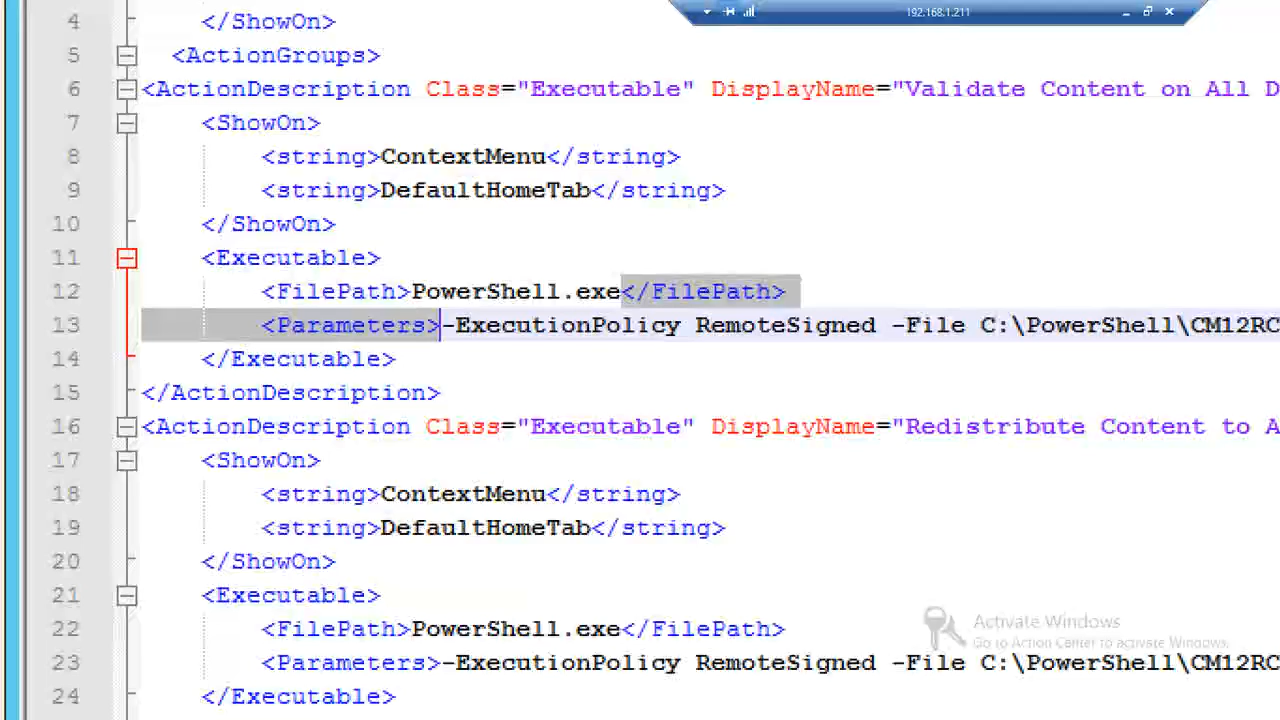 192.168.1.211
4 </ShowOn>
5 <ActionGroups>
6 <ActionDescription Class="Executable" DisplayName="Validate Content on All D
7 <ShowOn>
8 <string>ContextMenu</string>
9 <string>DefaultHomeTab</string>
10 </ShowOn>
11 <Executable>
12 <FilePath>PowerShell.exe</FilePath>
13 <Parameters>-ExecutionPolicy RemoteSigned -File C:\PowerShell\CM12RC
14 </Executable>
15 </ActionDescription>
16 <ActionDescription Class="Executable" DisplayName="Redistribute Content to A
17 <ShowOn>
18 <string>ContextMenu</string>
19 <string>DefaultHomeTab</string>
20 </ShowOn>
21 <Executable>
22 <FilePath>PowerShell.exe</FilePath>
23 <Parameters>-ExecutionPolicy RemoteSigned -File C:\PowerShell\CM12RC
24 </Executable>
Activate Windows
Go to Action Center to activate Windows.